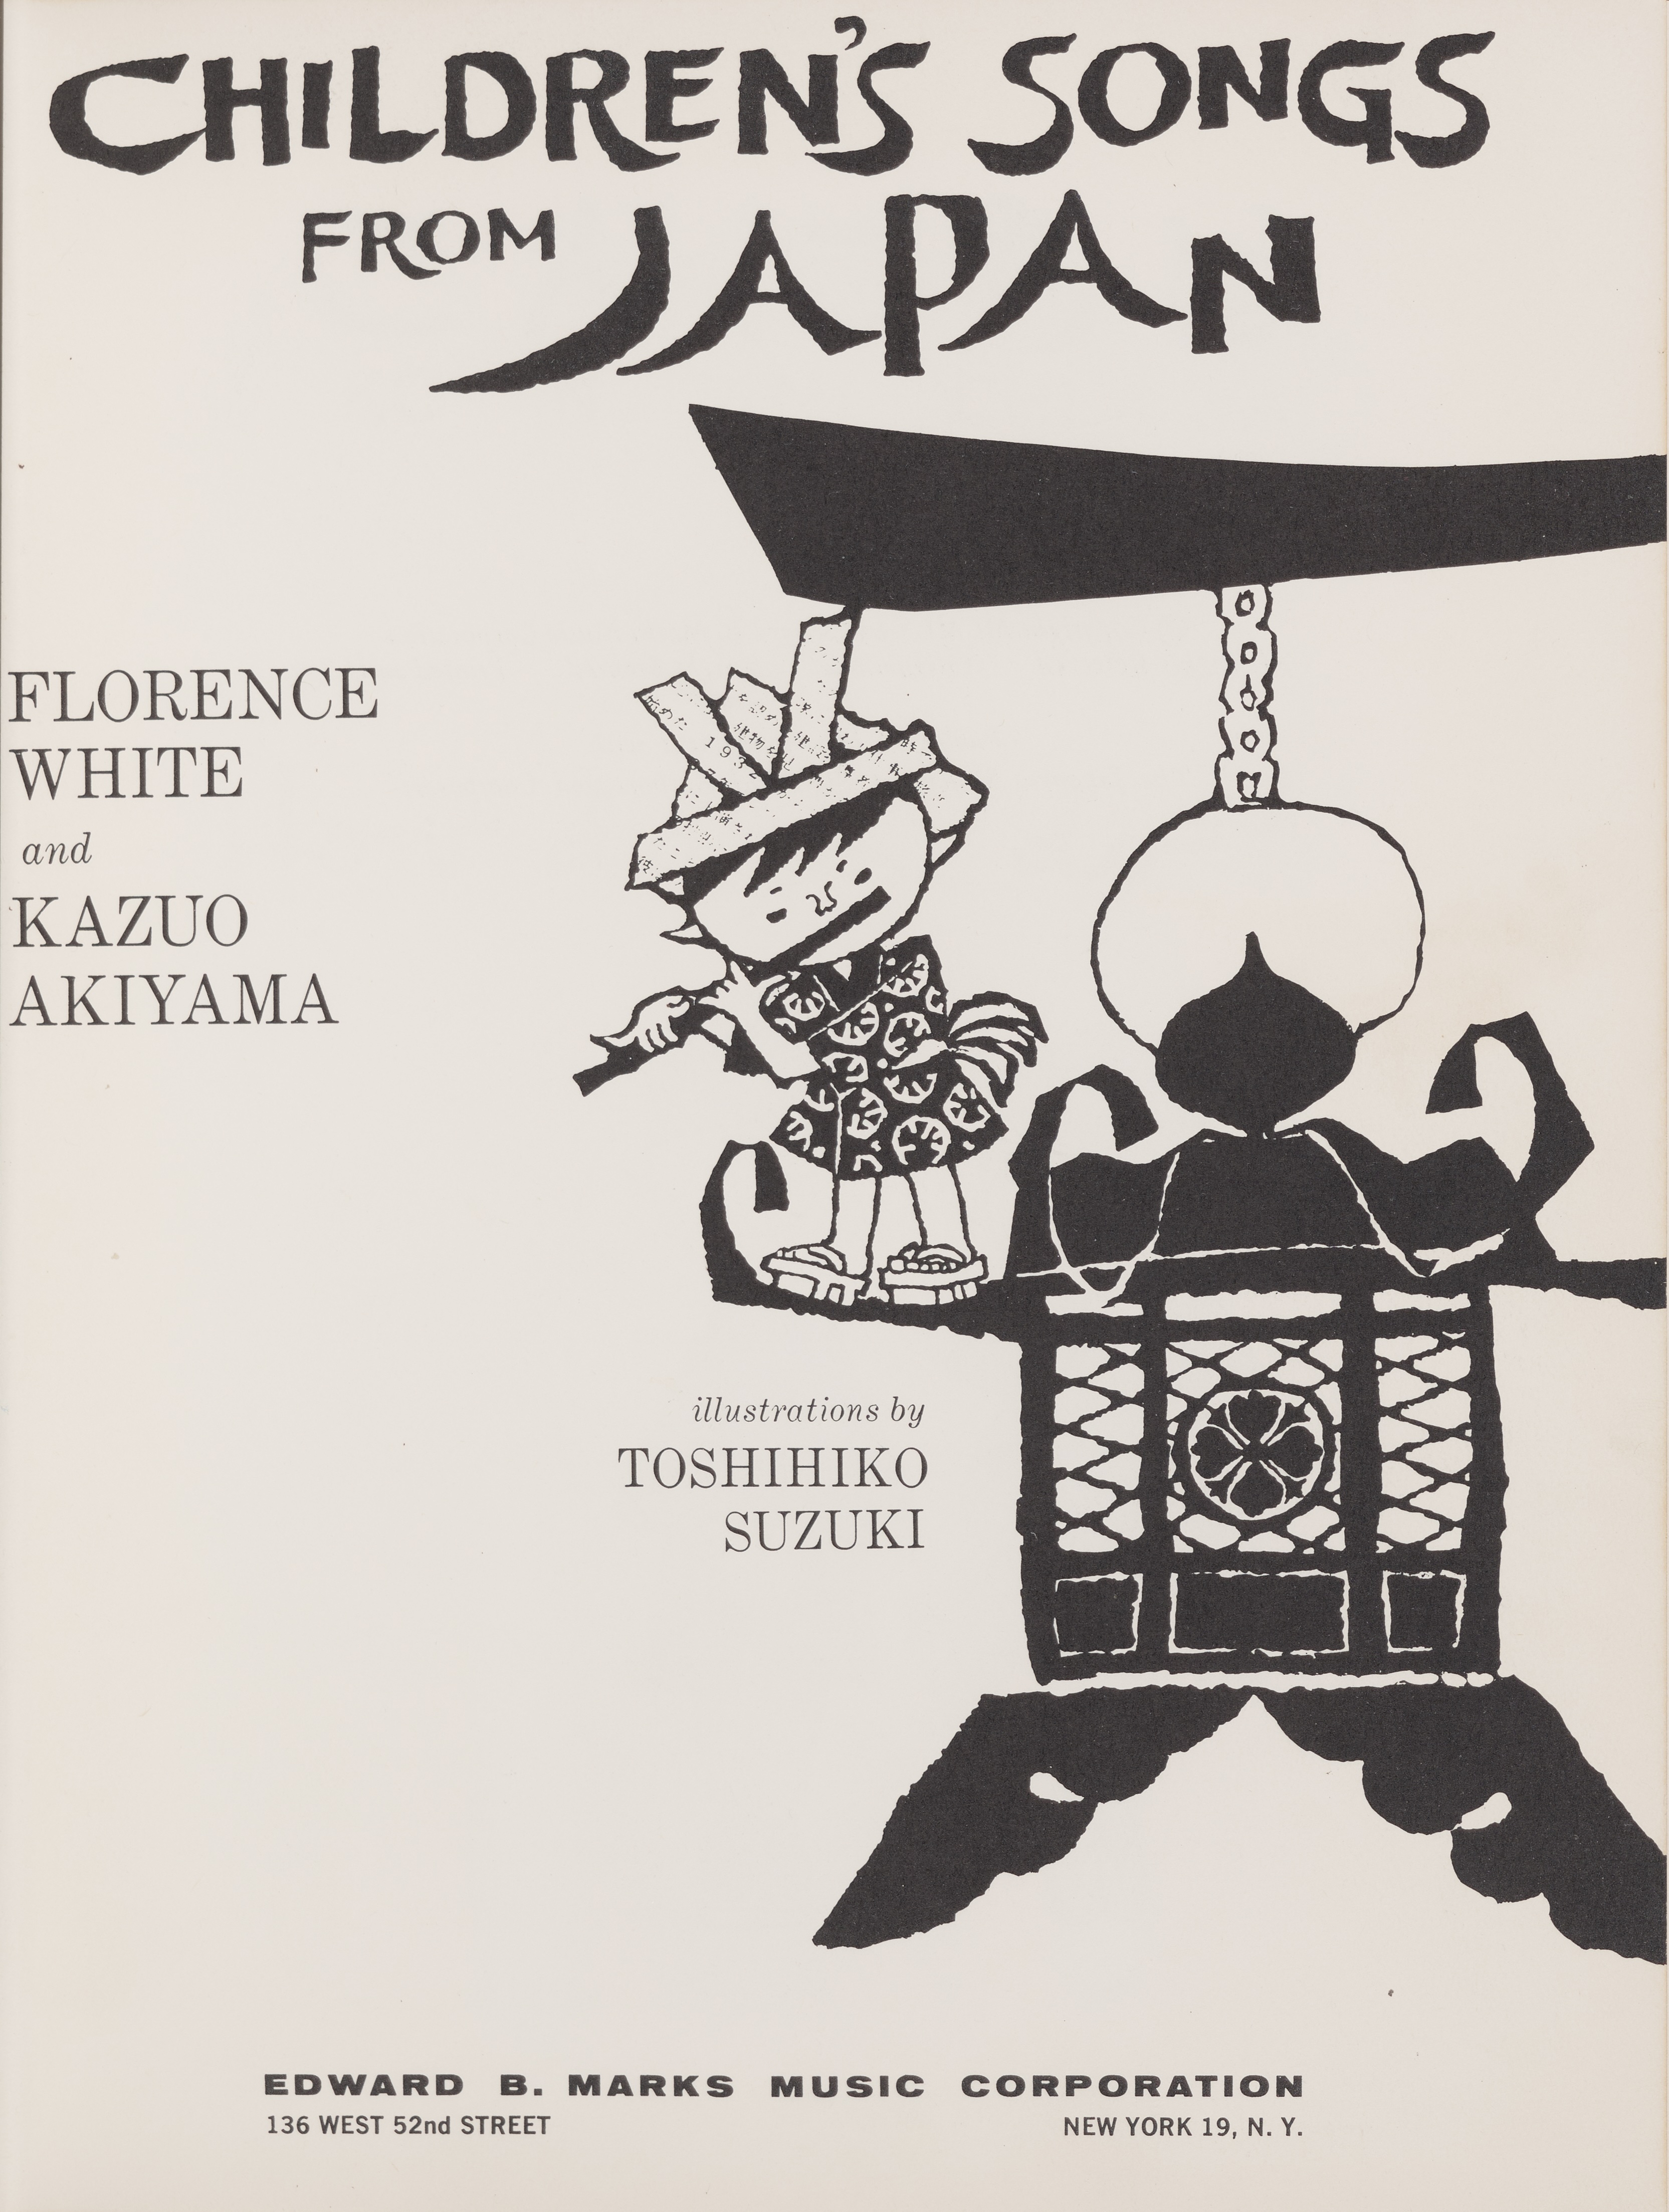 CHILDREN'S SONGS
FROM JAPAN
FLORENCE
WHITE
and
KAZUO
AKIYAMA
1932
illustrations by
TOSHIHIKO
SUZUKI
EDWARD B. MARKS MUSIC CORPORATION
136 WEST 52nd STREET NEW YORK 19, N. Y.